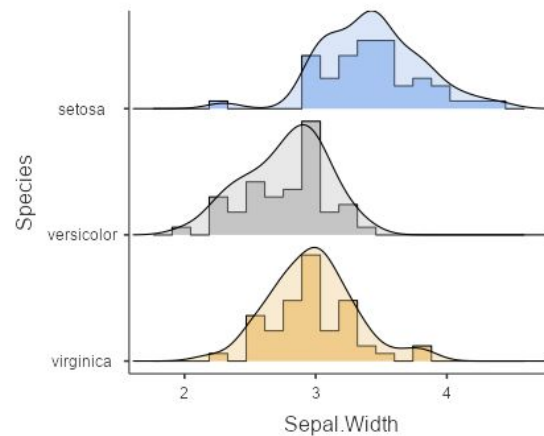 setosa
Species
versicolor
virginica
2 3 4
Sepal.Width